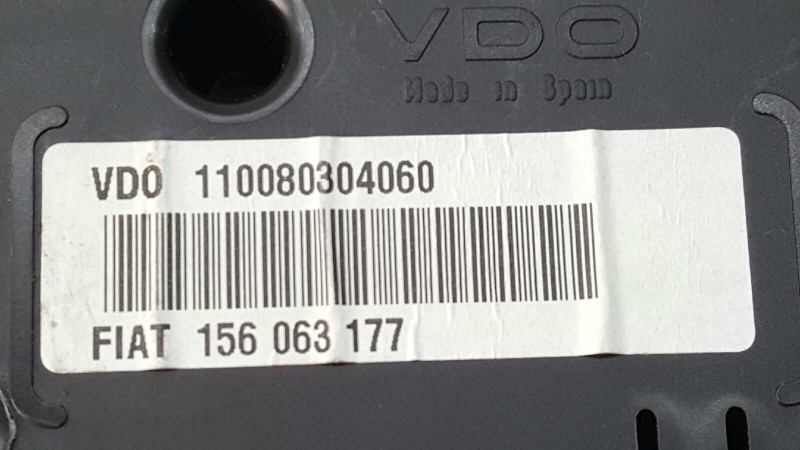 VDO
Made in Spain
VDO 110080304060
FIAT 156 063 177